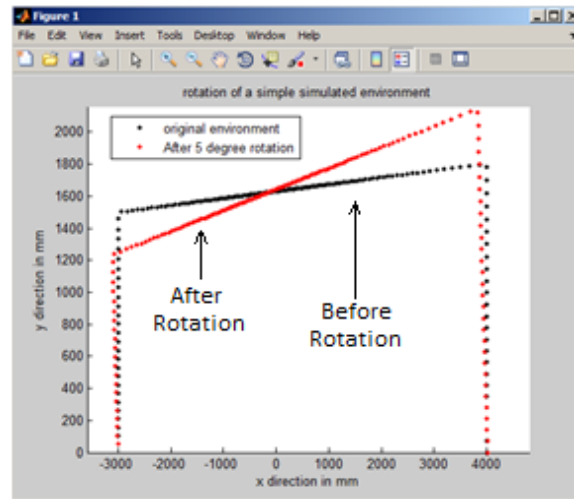 Figure 1
File Edit View Insert Tools Desktop Window Help
rotation of a simple simulated environment
original environment
After 5 degree rotation
2000
1800
1600
1400
1200
1000
800
600
400
200
0
y direction in mm
After
Rotation
Before
Rotation
-3000 -2000 -1000 0 1000 2000 3000 4000
x direction in mm